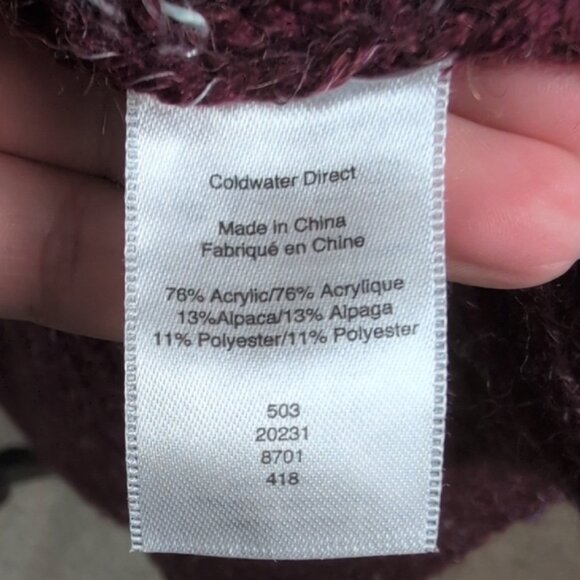 Coldwater Direct
Made in China
Fabriqué en Chine
76% Acrylic/76% Acrylique
13%Alpaca/13% Alpaga
11% Polyester/11% Polyester
503
20231
8701
418